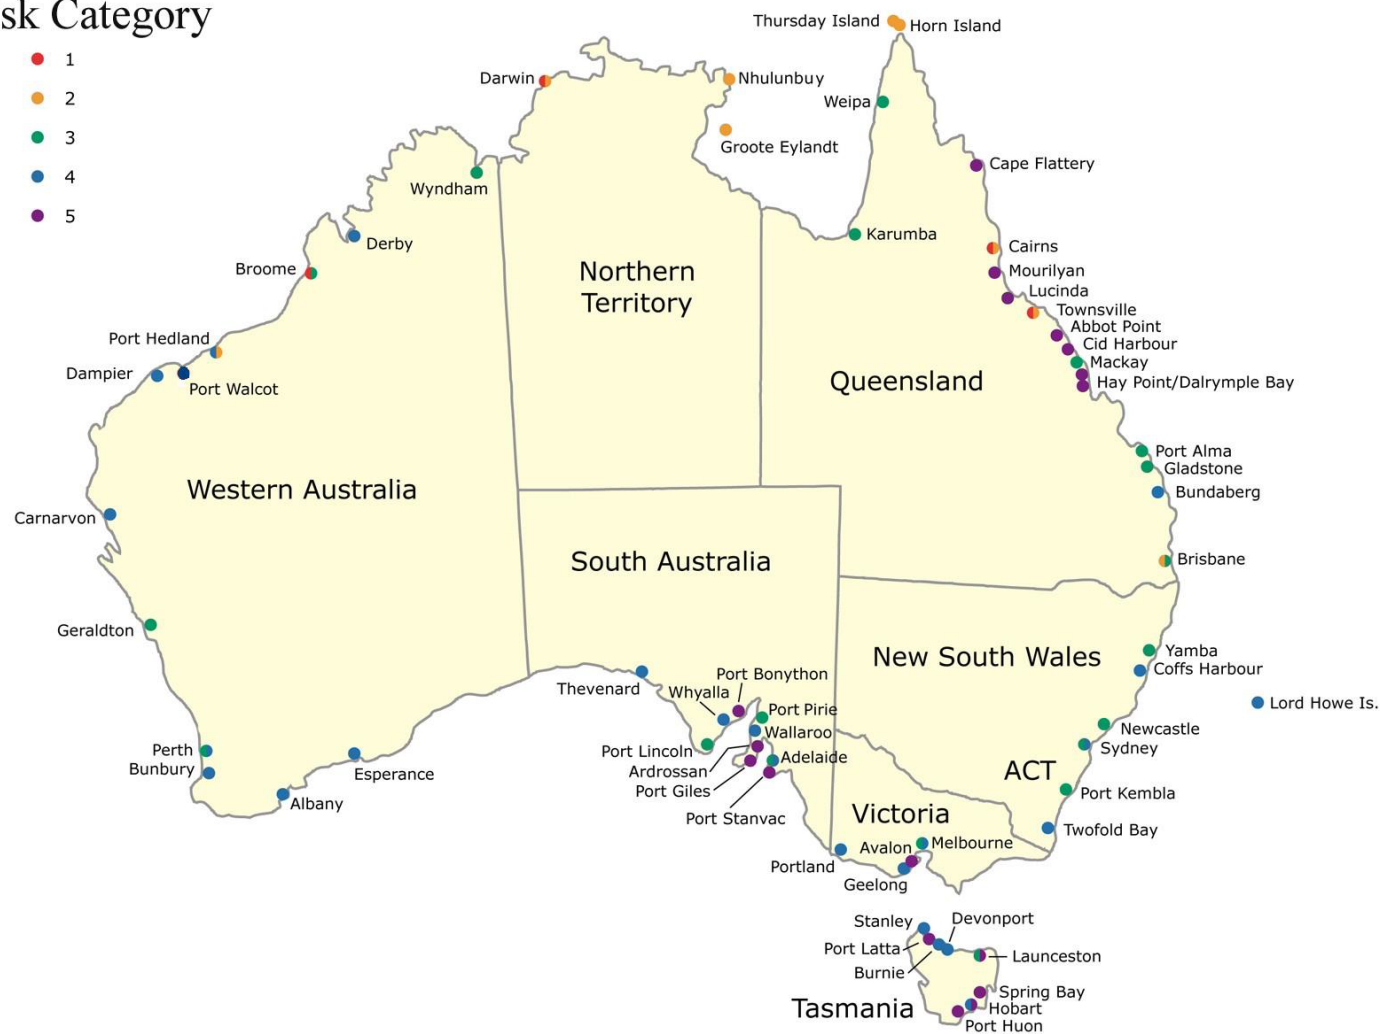 sk Category
1
2
3
4
5
Thursday Island
Horn Island
Darwin
Nhulunbuy
Weipa
Groote Eylandt
Cape Flattery
Wyndham
Karumba
Derby
Cairns
Broome
Mourilyan
Northern
Territory
Lucinda
Townsville
Abbot Point
Port Hedland
Cid Harbour
Mackay
Dampier
Port Walcot
Queensland
Hay Point/Dalrymple Bay
Port Alma
Gladstone
Western Australia
Bundaberg
Carnarvon
South Australia
Brisbane
Geraldton
New South Wales
Yamba
Coffs Harbour
Port Bonython
Thevenard
Whyalla
Lord Howe Is.
Port Pirie
Wallaroo
Newcastle
Perth
Port Lincoln
Sydney
Adelaide
Bunbury
Esperance
Ardrossan
ACT
Port Giles
Port Kembla
Albany
Port Stanvac
Victoria
Twofold Bay
Avalon
Melbourne
Portland
Geelong
Stanley
Devonport
Port Latta
Launceston
Burnie
Spring Bay
Tasmania
Hobart
Port Huon